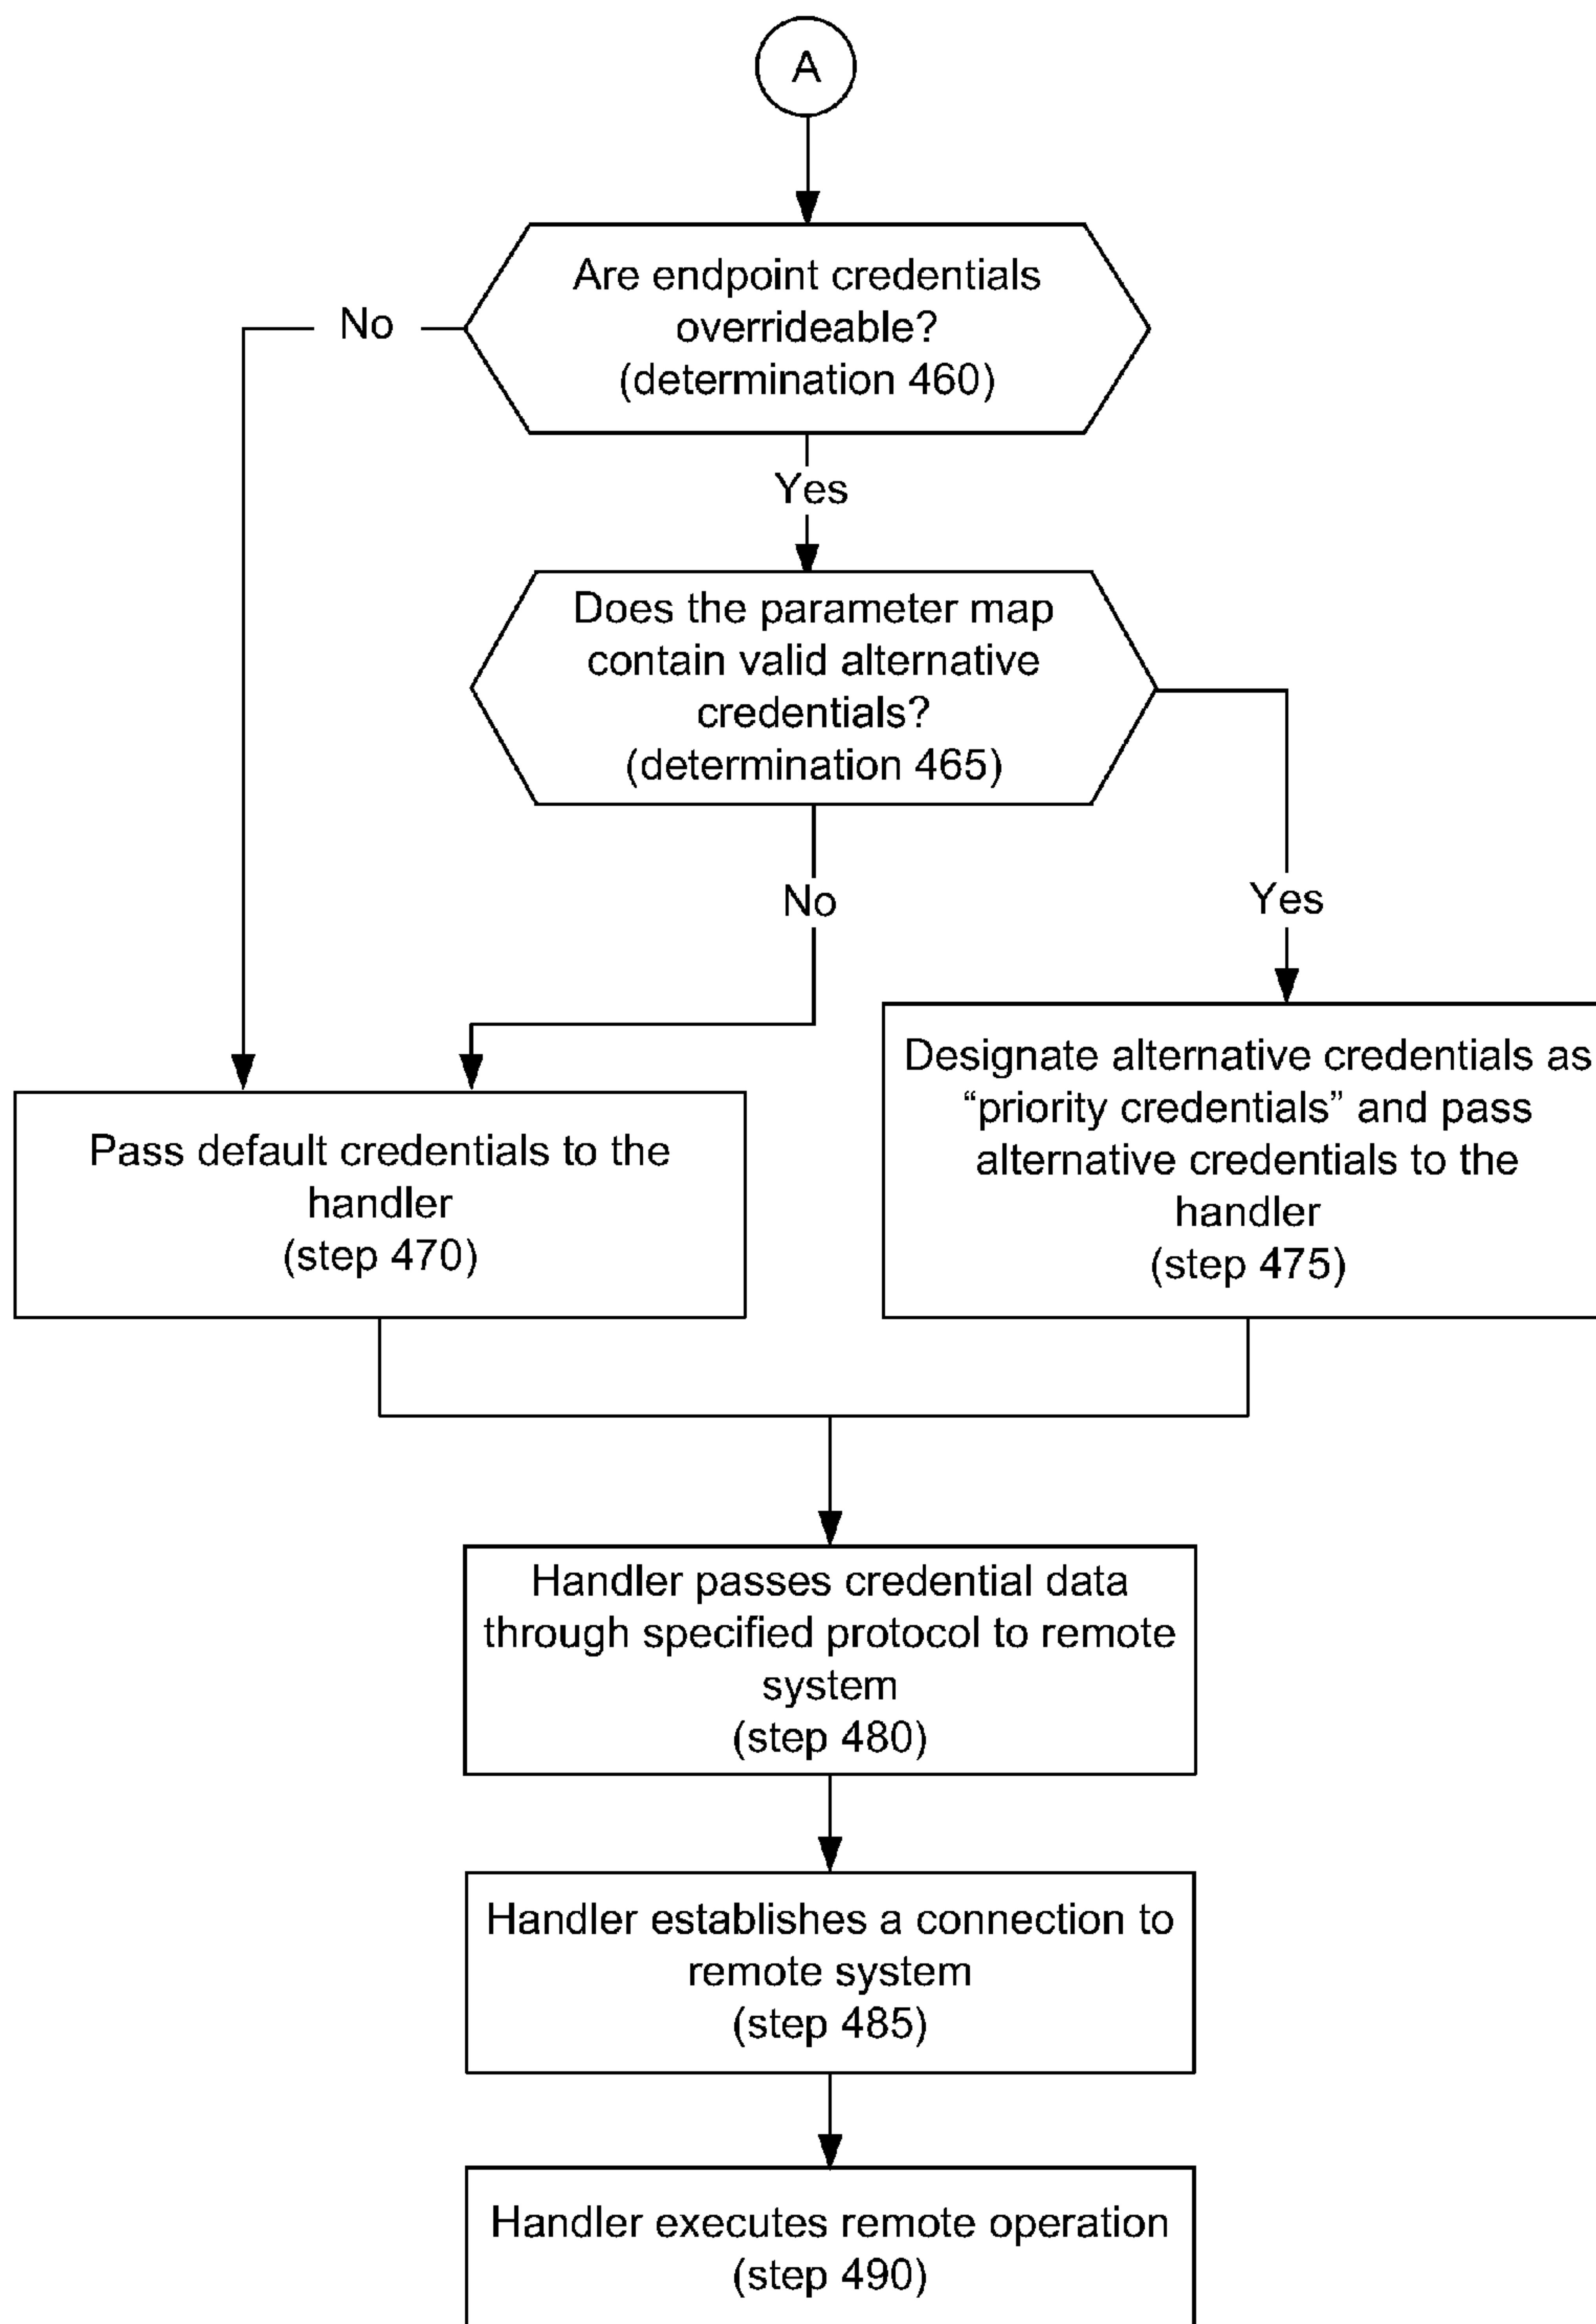 A
Are endpoint credentials
overrideable?
(determination 460)
No
Yes
Does the parameter map
contain valid alternative
credentials?
(determination 465)
No
Yes
Pass default credentials to the
handler
(step 470)
Designate alternative credentials as
“priority credentials” and pass
alternative credentials to the
handler
(step 475)
Handler passes credential data
through specified protocol to remote
system
(step 480)
Handler establishes a connection to
remote system
(step 485)
Handler executes remote operation
(step 490)